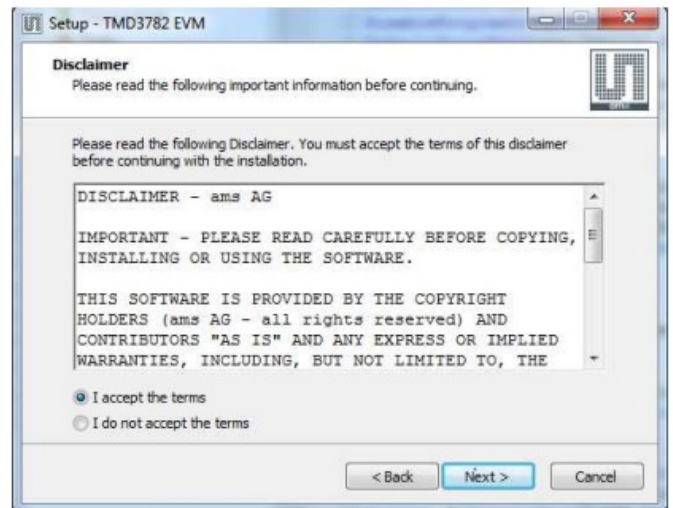 Setup - TMD3782 EVM
Disclaimer
Please read the following important information before continuing.
Please read the following Disclaimer. You must accept the terms of this disclaimer
before continuing with the installation.
DISCLAIMER - ams AG
IMPORTANT - PLEASE READ CAREFULLY BEFORE COPYING,
INSTALLING OR USING THE SOFTWARE.
THIS SOFTWARE IS PROVIDED BY THE COPYRIGHT
HOLDERS (ams AG - all rights reserved) AND
CONTRIBUTORS "AS IS" AND ANY EXPRESS OR IMPLIED
WARRANTIES, INCLUDING, BUT NOT LIMITED TO, THE
I accept the terms
I do not accept the terms
< Back Next > Cancel